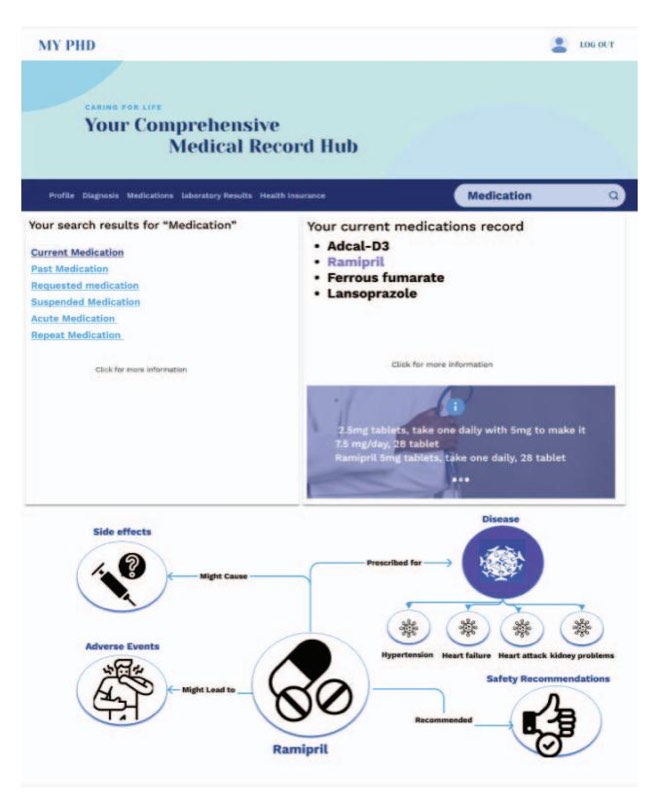 MY PHD
LOG OUT
CARING FOR LIFE
Your Comprehensive
Medical Record Hub
Profile Diagnosis Medications laboratory Results Health Insurance
Medication
Your search results for "Medication"
Current Medication
Past Medication
Requested medication
Suspended Medication
Acute Medication
Repeat Medication
Click for more information
Your current medications record
• Adcal-D3
• Ramipril
• Ferrous fumarate
• Lansoprazole
Click for more information
i
2.5mg tablets, take one daily with 5mg to make it
7.5 mg/day, 28 tablet
Ramipril 5mg tablets, take one daily, 28 tablet
Side effects
Might Cause
Prescribed for
Disease
Hypertension Heart failure Heart attack kidney problems
Adverse Events
Might Lead to
Safety Recommendations
Recommended
Ramipril